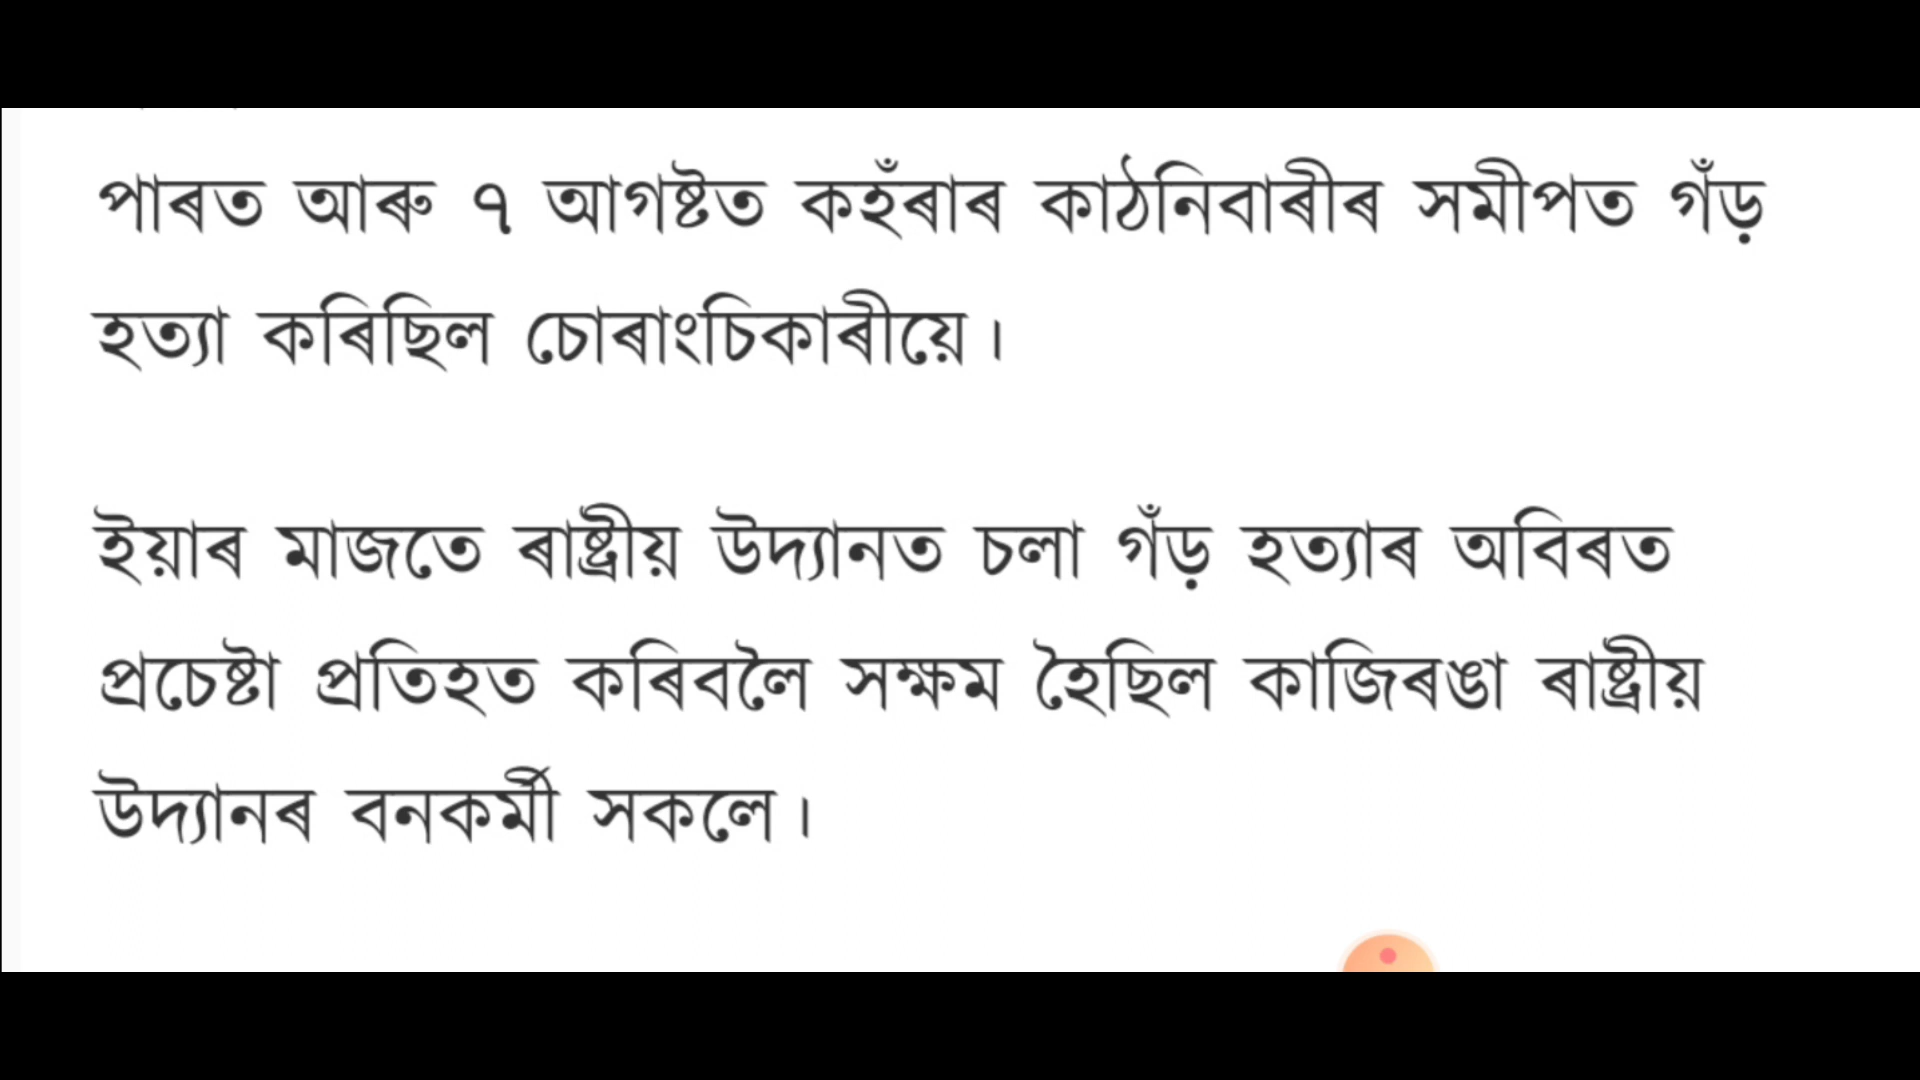 পাৰত আৰু ৭ আগষ্টত কহঁৰাৰ কাঠনিবাৰীৰ সমীপত গঁড়
হত্যা কৰিছিল চোৰাংচিকাৰীয়ে।
ইয়াৰ মাজতে ৰাষ্ট্ৰীয় উদ্যানত চলা গঁড় হত্যাৰ অবিৰত
প্ৰচেষ্টা প্ৰতিহত কৰিবলৈ সক্ষম হৈছিল কাজিৰঙা ৰাষ্ট্ৰীয়
উদ্যানৰ বনকৰ্মী সকলে।